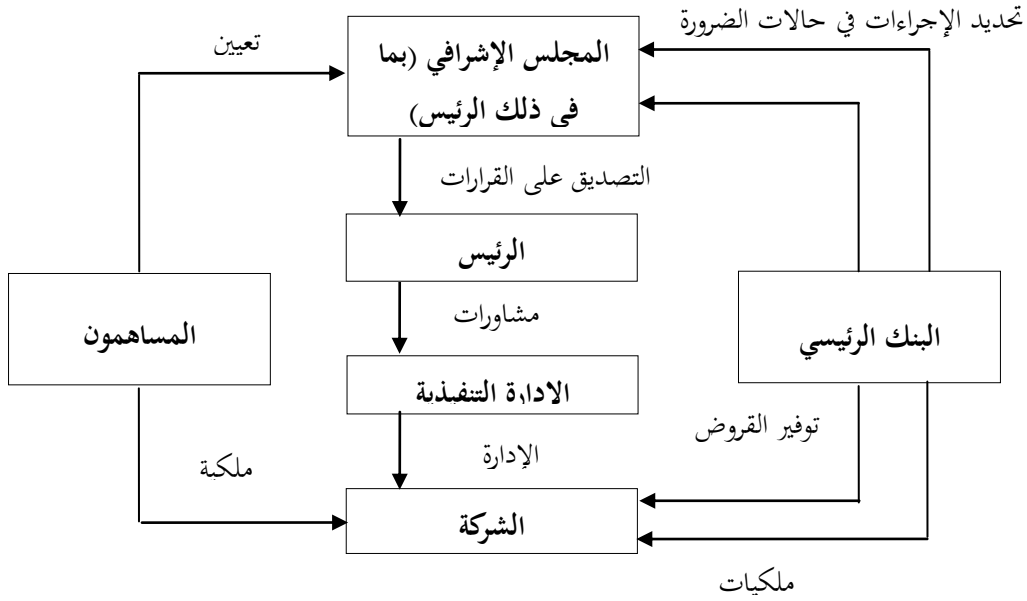 تحديد الإجراءات في حالات الضرورة
تعيين
المجلس الإشرافي (بما
في ذلك الرئيس)
التصديق على القرارات
الرئيس
المساهمون
مشاورات
البنك الرئيسي
الادارة التنفيذية
توفير القروض
الإدارة
ملكية
الشركة
ملكيات